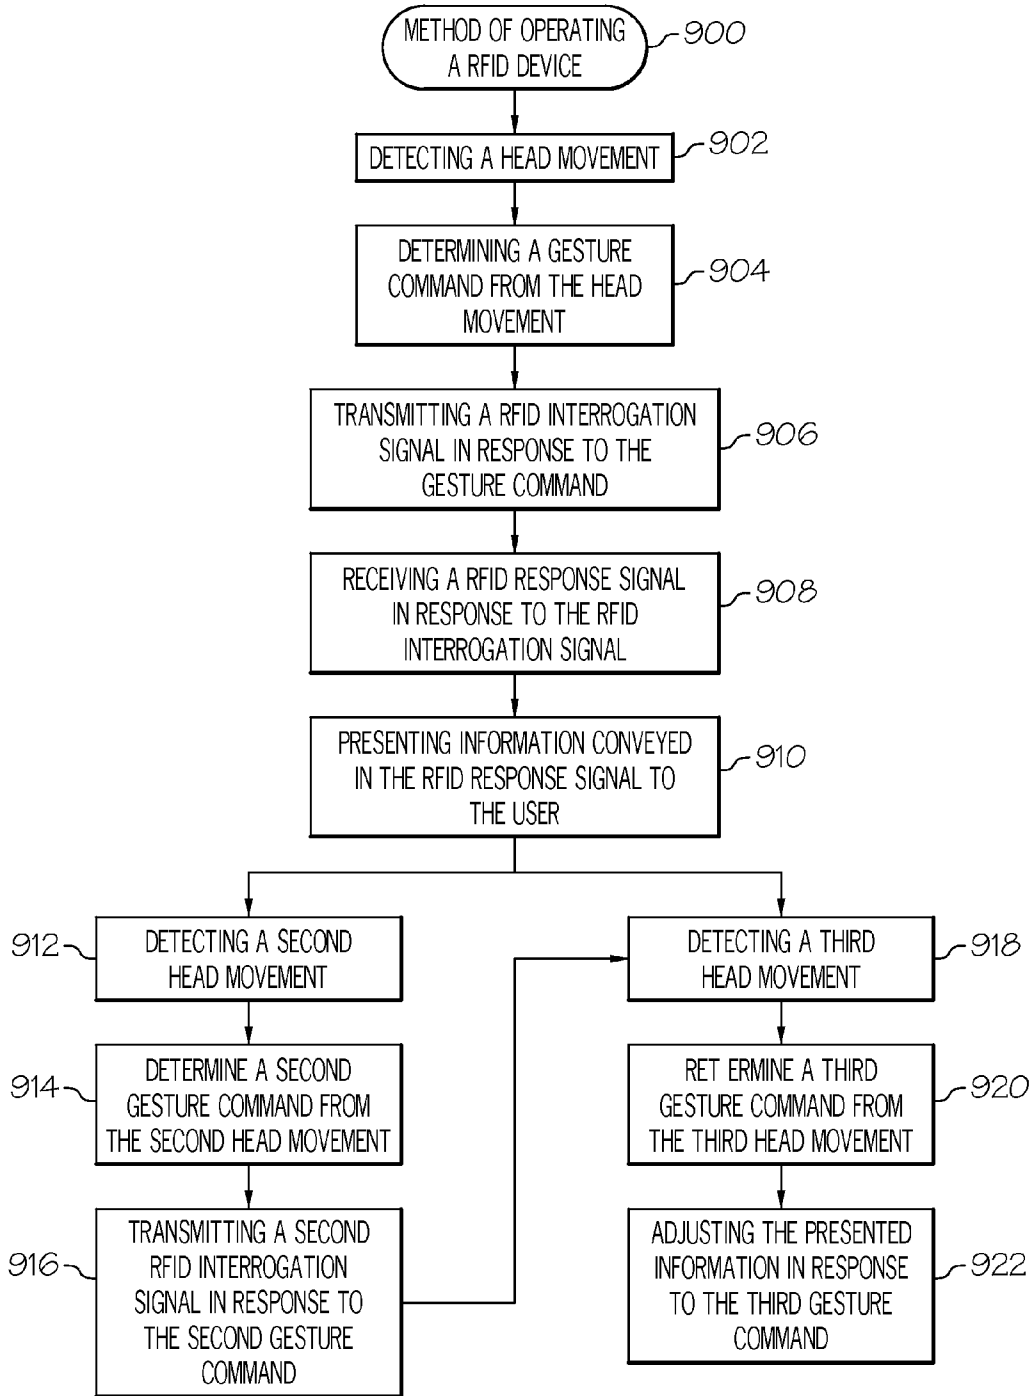 METHOD OF OPERATING
A RFID DEVICE
900
DETECTING A HEAD MOVEMENT
902
DETERMINING A GESTURE
COMMAND FROM THE HEAD
MOVEMENT
904
TRANSMITTING A RFID INTERROGATION
SIGNAL IN RESPONSE TO THE
GESTURE COMMAND
906
RECEIVING A RFID RESPONSE SIGNAL
IN RESPONSE TO THE RFID
INTERROGATION SIGNAL
908
PRESENTING INFORMATION CONVEYED
IN THE RFID RESPONSE SIGNAL TO
THE USER
910
912
DETECTING A SECOND
HEAD MOVEMENT
914
DETERMINE A SECOND
GESTURE COMMAND FROM
THE SECOND HEAD MOVEMENT
916
TRANSMITTING A SECOND
RFID INTERROGATION
SIGNAL IN RESPONSE TO
THE SECOND GESTURE
COMMAND
DETECTING A THIRD
HEAD MOVEMENT
918
RET ERMINE A THIRD
GESTURE COMMAND FROM
THE THIRD HEAD MOVEMENT
920
ADJUSTING THE PRESENTED
INFORMATION IN RESPONSE
TO THE THIRD GESTURE
COMMAND
922